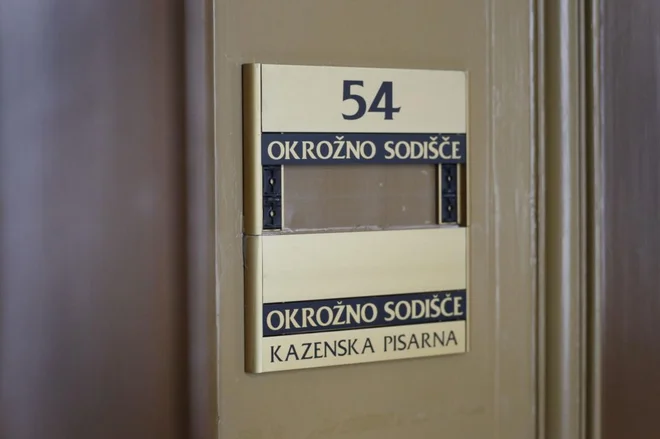 54
OKROŽNO SODIŠČE
OKROŽNO SODIŠČE
KAZENSKA PISARNA